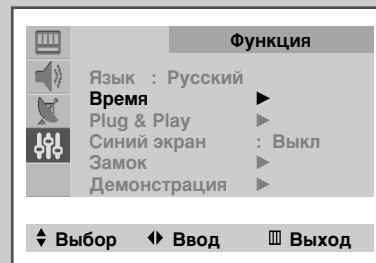 Функция
Язык : Русский
Время ▶
Plug & Play ▶
Синий экран : Выкл
Замок ▶
Демонстрация ▶
Выбор Ввод Выход